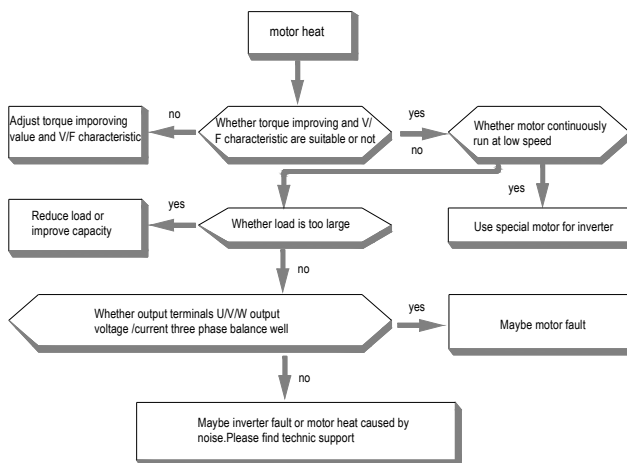 motor heat
no
Adjust torque imporoving
value and V/F characteristic
Whether torque improving and V/
F characteristic are suitable or not
yes
no
Whether motor continuously
run at low speed
yes
Reduce load or
improve capacity
yes
Whether load is too large
Use special motor for inverter
no
Whether output terminals U/V/W output
voltage /current three phase balance well
yes
Maybe motor fault
no
Maybe inverter fault or motor heat caused by
noise.Please find technic support